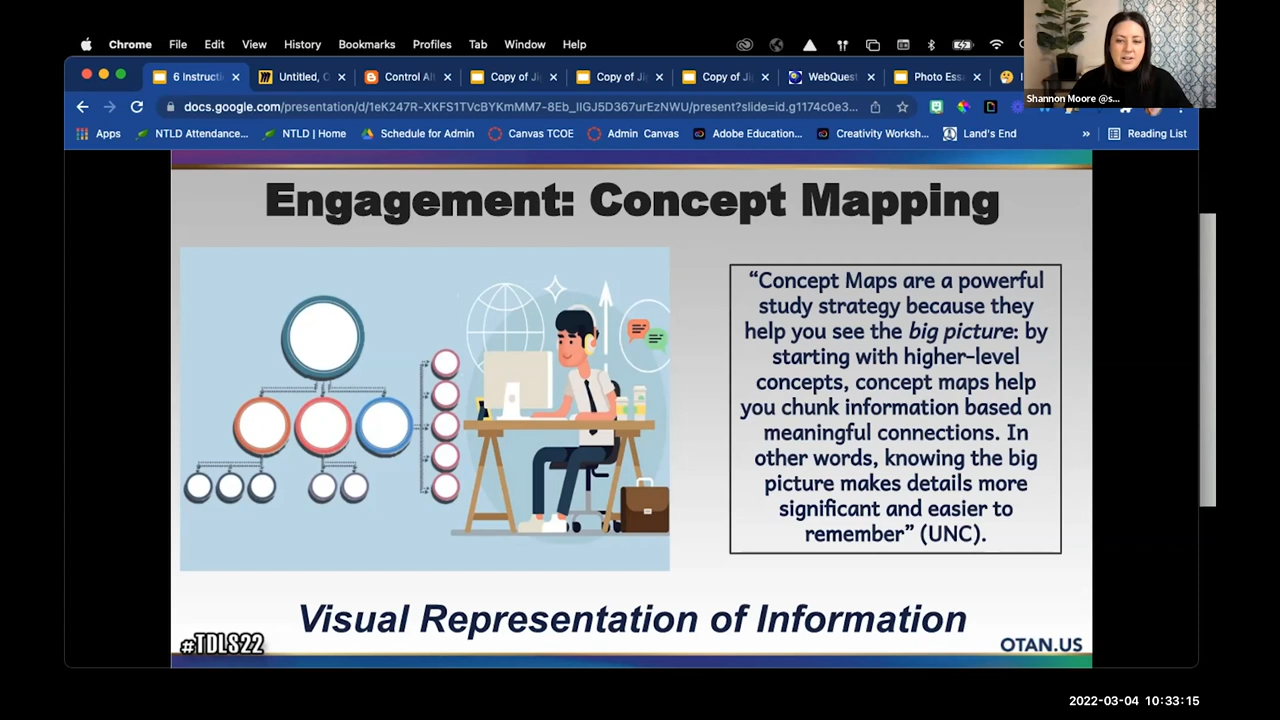 Chrome File Edit View History Bookmarks Profiles Tab Window Help
6 Instructi Untitled, Control Al Copy of Ji Copy of Ji Copy of Ji WebQuest Photo Ess
docs.google.com/presentation/d/1eK247R-XKFS1TVcBYKmMM7-8Eb_IIGJ5D367urEzNWU/present?slide=id.g1174c0e3...
Shannon Moore @s...
Apps NTLD Attendance... NTLD | Home Schedule for Admin Canvas TCOE Admin Canvas Adobe Education... Creativity Worksh... Land's End » Reading List
Engagement: Concept Mapping
“Concept Maps are a powerful
study strategy because they
help you see the big picture: by
starting with higher-level
concepts, concept maps help
you chunk information based on
meaningful connections. In
other words, knowing the big
picture makes details more
significant and easier to
remember” (UNC).
Visual Representation of Information
#TDLS22
OTAN.US
2022-03-04 10:33:15